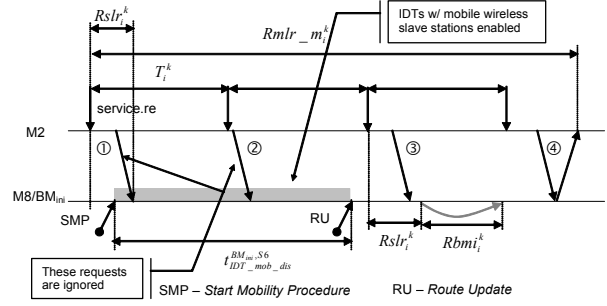 Rslr_i^k
Rmlr_m_i^k
IDTs w/ mobile wireless
slave stations enabled
T_i^k
service.re
M2
① ② ③ ④
M8/BM_ini
SMP
RU
Rslr_i^k
Rbmi_i^k
t_IDT_mob_dis^BM_ini,S6
These requests
are ignored
SMP – Start Mobility Procedure
RU – Route Update